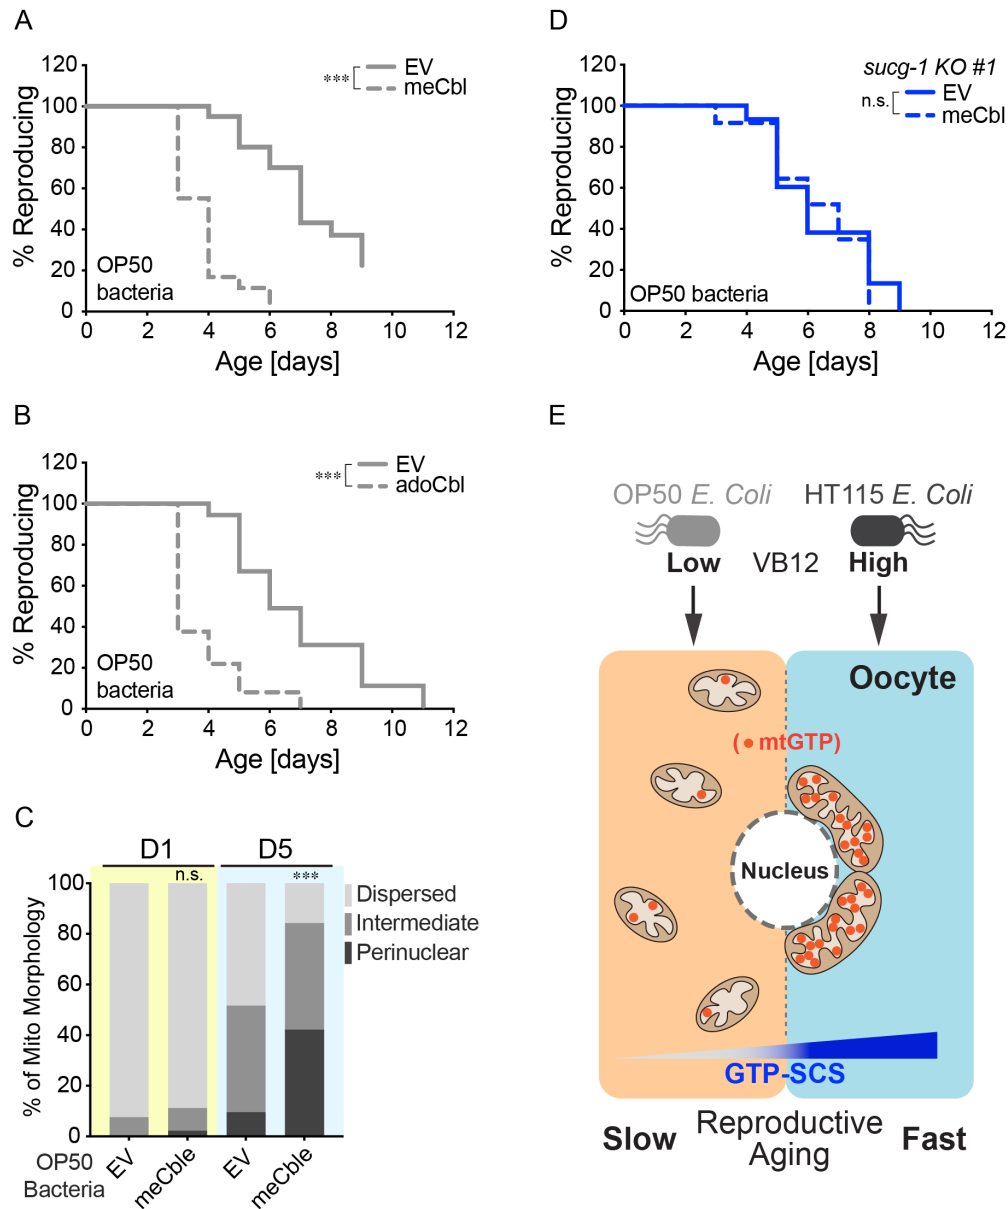 A
120
100
80
60
40
20
0
% Reproducing
*** EV
meCbl
OP50
bacteria
0 2 4 6 8 10 12
Age [days]
B
120
100
80
60
40
20
0
% Reproducing
*** EV
adoCbl
OP50
bacteria
0 2 4 6 8 10 12
Age [days]
C
D1 D5
n.s. ***
100
80
60
40
20
0
% of Mito Morphology
Dispersed
Intermediate
Perinuclear
OP50
Bacteria
EV meCble EV meCble
D
120
100
80
60
40
20
0
% Reproducing
sucg-1 KO #1
n.s. EV
meCbl
OP50 bacteria
0 2 4 6 8 10 12
Age [days]
E
OP50 E. Coli HT115 E. Coli
Low VB12 High
Oocyte
( mtGTP)
Nucleus
GTP-SCS
Slow Reproductive Fast
Aging